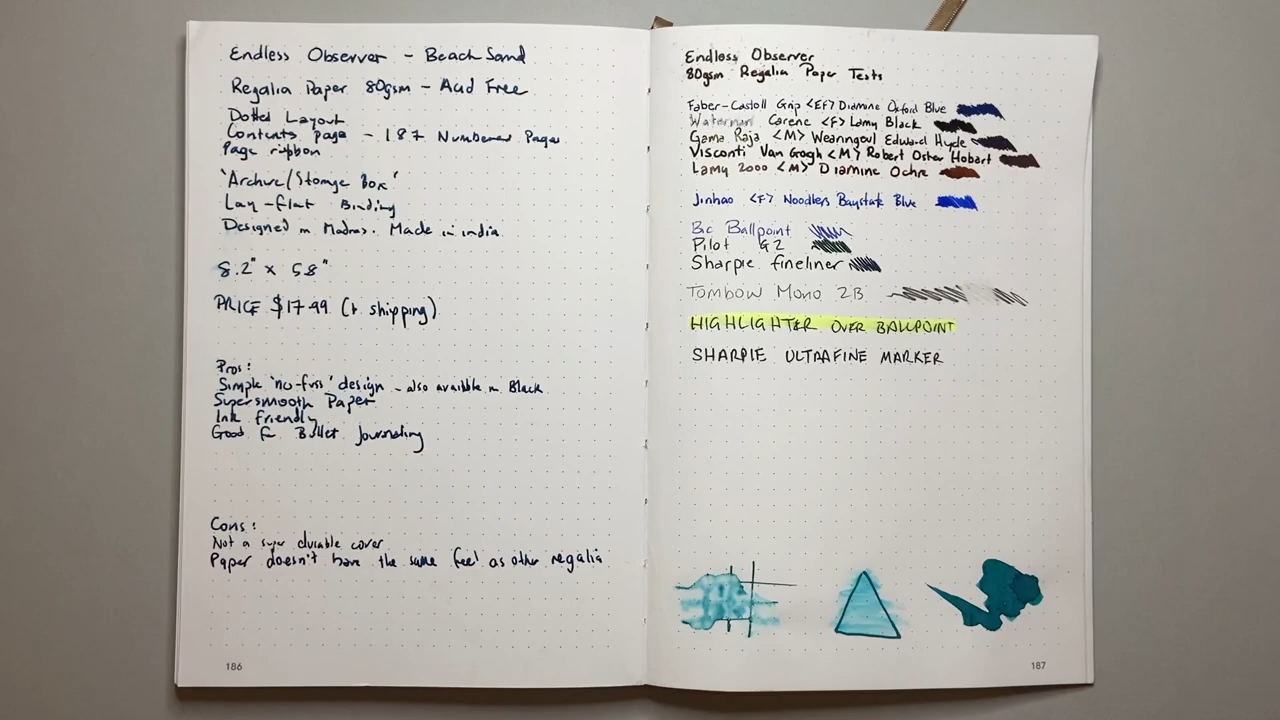 Endless Observer - Beach Sand
Regalia Paper 80gsm - Acid Free
Dotted Layout
Contents page - 187 Numbered Pages
Page ribbon
'Archive/Storage Box'
Lay-flat Binding
Designed in Madras. Made in india
8.2" x 5.8"
PRICE $17.99 (+ shipping)
Pros:
Simple 'no-fuss' design - also available in Black
Supersmooth Paper
Ink friendly
Good for Bullet Journaling
Cons:
Not a super durable cover
Paper doesn't have the same feel as other regalia
186
Endless Observer
80gsm Regalia Paper Tests
Faber-Castell Grip <EF> Diamine Oxford Blue
Waterman Carene <F> Lamy Black
Gama Raja <M> Wearingeul Edward Hyde
Visconti Van Gogh <M> Robert Oster Hobart
Lamy 2000 <M> Diamine Ochre
Jinhao <F> Noodlers Baystate Blue
Bic Ballpoint
Pilot G2
Sharpie fineliner
Tombow Mono 2B
HIGHLIGHTER OVER BALLPOINT
SHARPIE ULTRAFINE MARKER
187